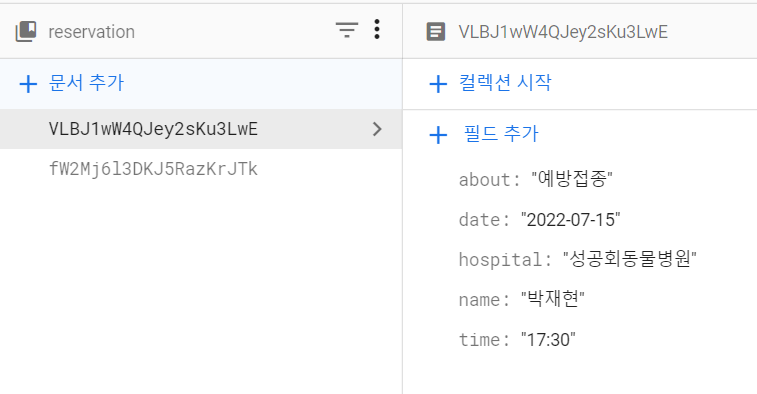 reservation
문서 추가
VLBJ1wW4QJey2sKu3LwE
fW2Mj6l3DKJ5RazKrJTk
VLBJ1wW4QJey2sKu3LwE
컬렉션 시작
필드 추가
about: "예방접종"
date: "2022-07-15"
hospital: "성공회동물병원"
name: "박재현"
time: "17:30"